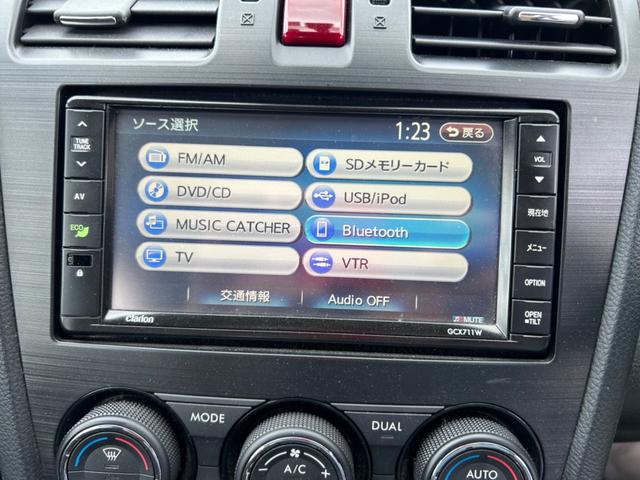 ソース選択
1:23
戻る
FM/AM
SDメモリーカード
DVD/CD
USB/iPod
MUSIC CATCHER
Bluetooth
TV
VTR
交通情報
Audio OFF
MUTE
TUNE
TRACK
AV
ECO
VOL
現在地
メニュー
OPTION
OPEN
TILT
Clarion
GCX711W
MODE
DUAL
A/C
AUTO